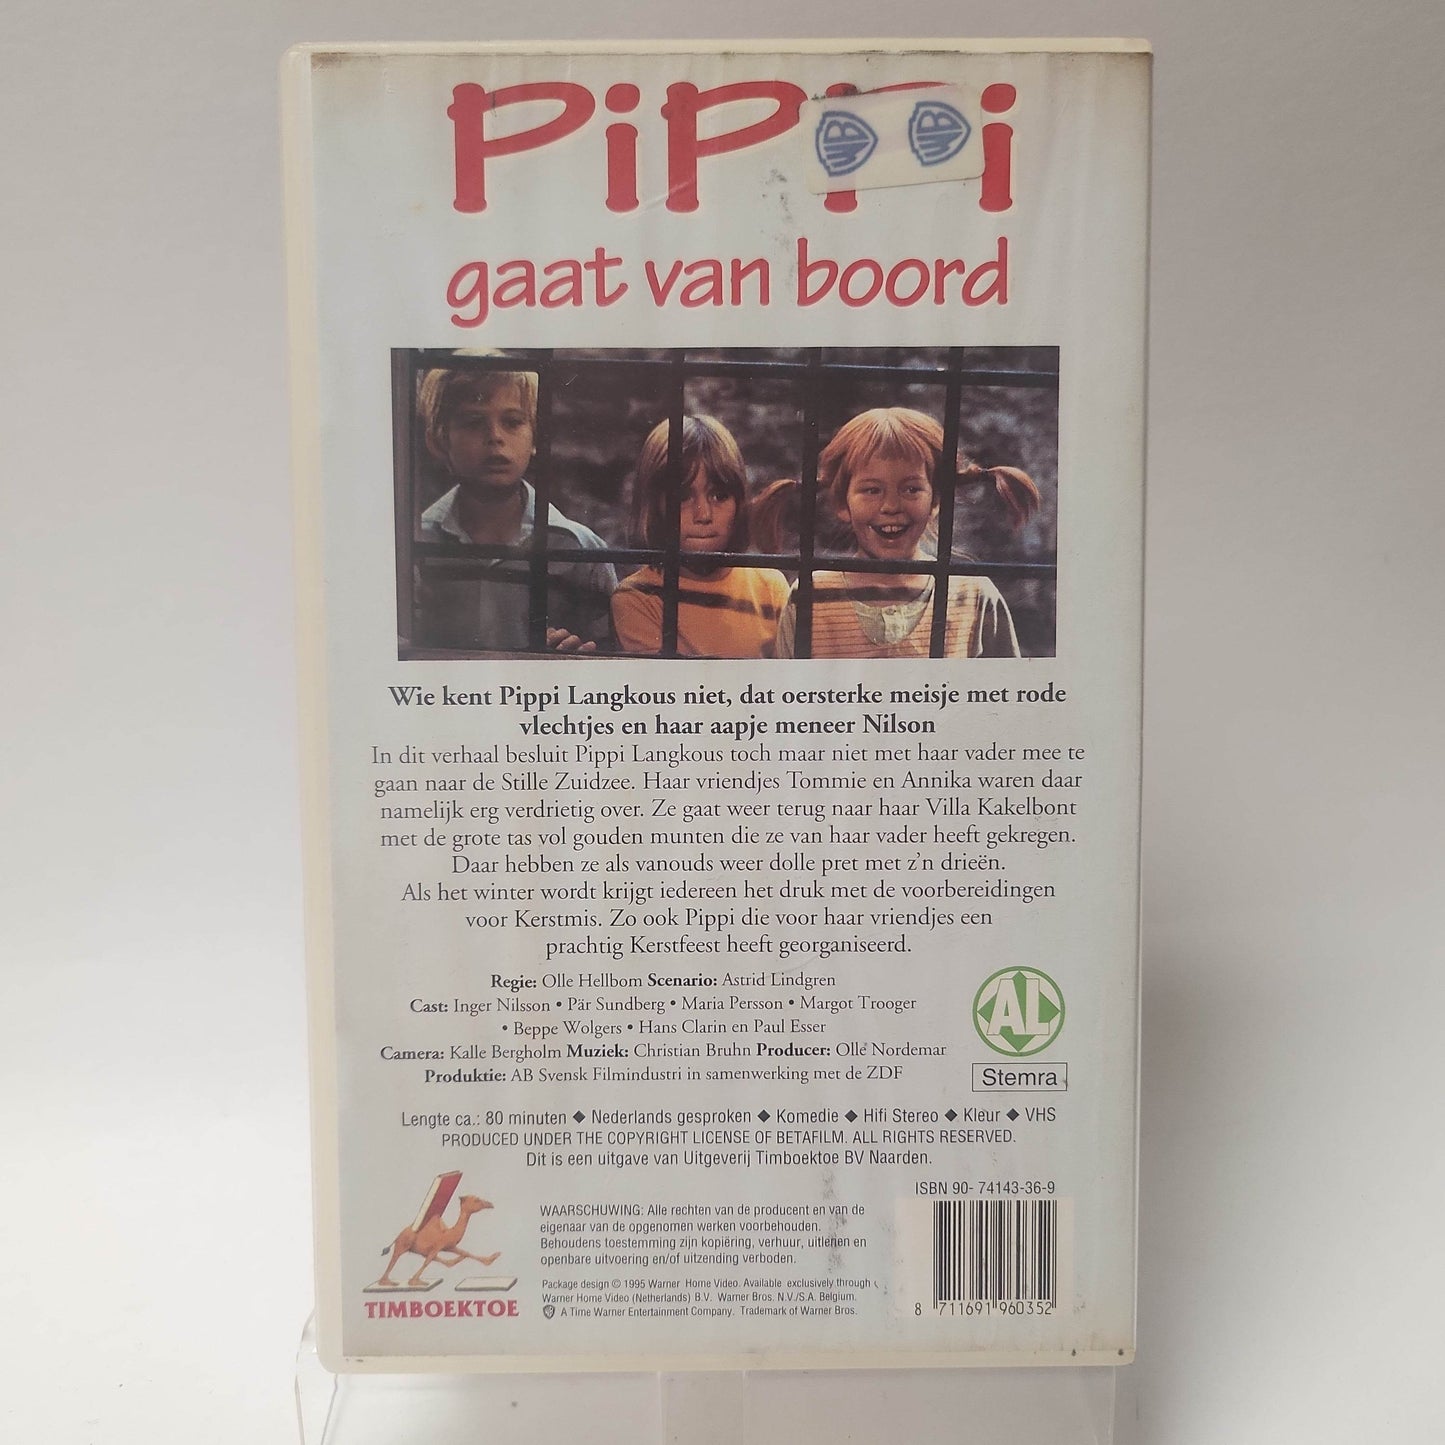 PiPPi
WB WB
gaat van boord
Wie kent Pippi Langkous niet, dat oersterke meisje met rode
vlechtjes en haar aapje meneer Nilson
In dit verhaal besluit Pippi Langkous toch maar niet met haar vader mee te
gaan naar de Stille Zuidzee. Haar vriendjes Tommie en Annika waren daar
namelijk erg verdrietig over. Ze gaat weer terug naar haar Villa Kakelbont
met de grote tas vol gouden munten die ze van haar vader heeft gekregen.
Daar hebben ze als vanouds weer dolle pret met z'n drieën.
Als het winter wordt krijgt iedereen het druk met de voorbereidingen
voor Kerstmis. Zo ook Pippi die voor haar vriendjes een
prachtig Kerstfeest heeft georganiseerd.
Regie: Olle Hellbom Scenario: Astrid Lindgren
Cast: Inger Nilsson • Pär Sundberg • Maria Persson • Margot Trooger
• Beppe Wolgers • Hans Clarin en Paul Esser
Camera: Kalle Bergholm Muziek: Christian Bruhn Producer: Olle Nordemar
Produktie: AB Svensk Filmindustri in samenwerking met de ZDF
AL
Stemra
Lengte ca.: 80 minuten ◆ Nederlands gesproken ◆ Komedie ◆ Hifi Stereo ◆ Kleur ◆ VHS
PRODUCED UNDER THE COPYRIGHT LICENSE OF BETAFILM. ALL RIGHTS RESERVED.
Dit is een uitgave van Uitgeverij Timboektoe BV Naarden.
TIMBOEKTOE
WAARSCHUWING: Alle rechten van de producent en van de
eigenaar van de opgenomen werken voorbehouden.
Behoudens toestemming zijn kopiëring, verhuur, uitlenen en
openbare uitvoering en/of uitzending verboden.
Package design © 1995 Warner Home Video. Available exclusively through
Warner Home Video (Netherlands) B.V. Warner Bros. N.V./S.A. Belgium.
A Time Warner Entertainment Company. Trademark of Warner Bros.
ISBN 90- 74143-36-9
8 711691 960352